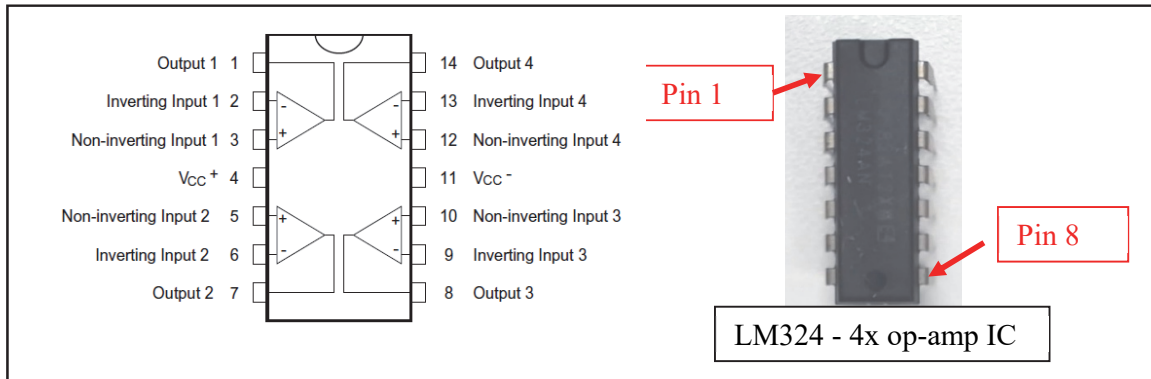 Output 1 1
Inverting Input 1 2
Non-inverting Input 1 3
VCC + 4
Non-inverting Input 2 5
Inverting Input 2 6
Output 2 7
- 
+
-
+
+
-
+
-
14 Output 4
13 Inverting Input 4
12 Non-inverting Input 4
11 VCC -
10 Non-inverting Input 3
9 Inverting Input 3
8 Output 3
Pin 1
Pin 8
LM324 - 4x op-amp IC